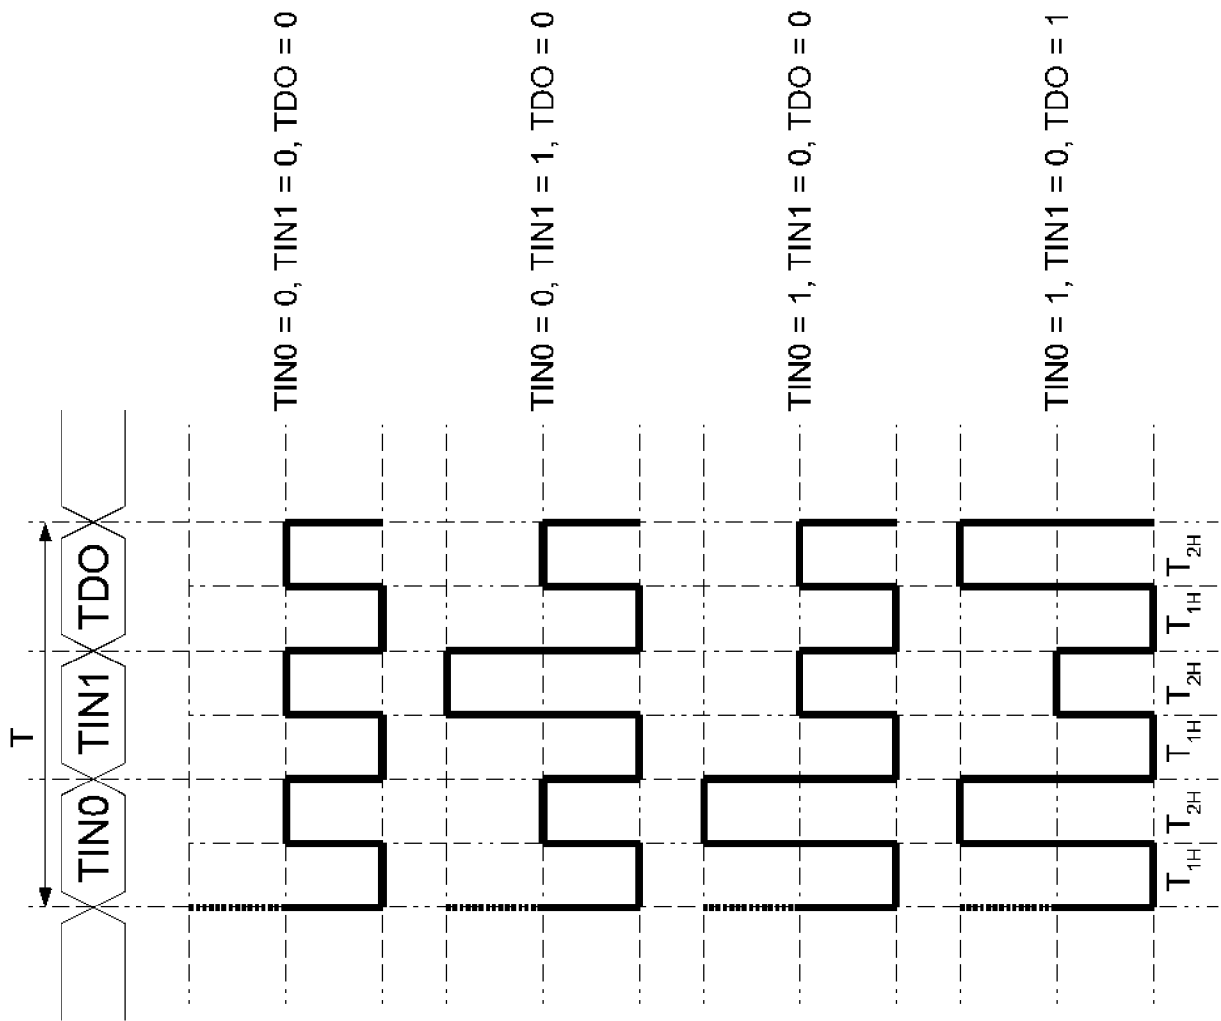 T
TIN0 TIN1 TDO
TIN0 = 0, TIN1 = 0, TDO = 0
TIN0 = 0, TIN1 = 1, TDO = 0
TIN0 = 1, TIN1 = 0, TDO = 0
TIN0 = 1, TIN1 = 0, TDO = 1
T1H T2H T1H T2H T1H T2H